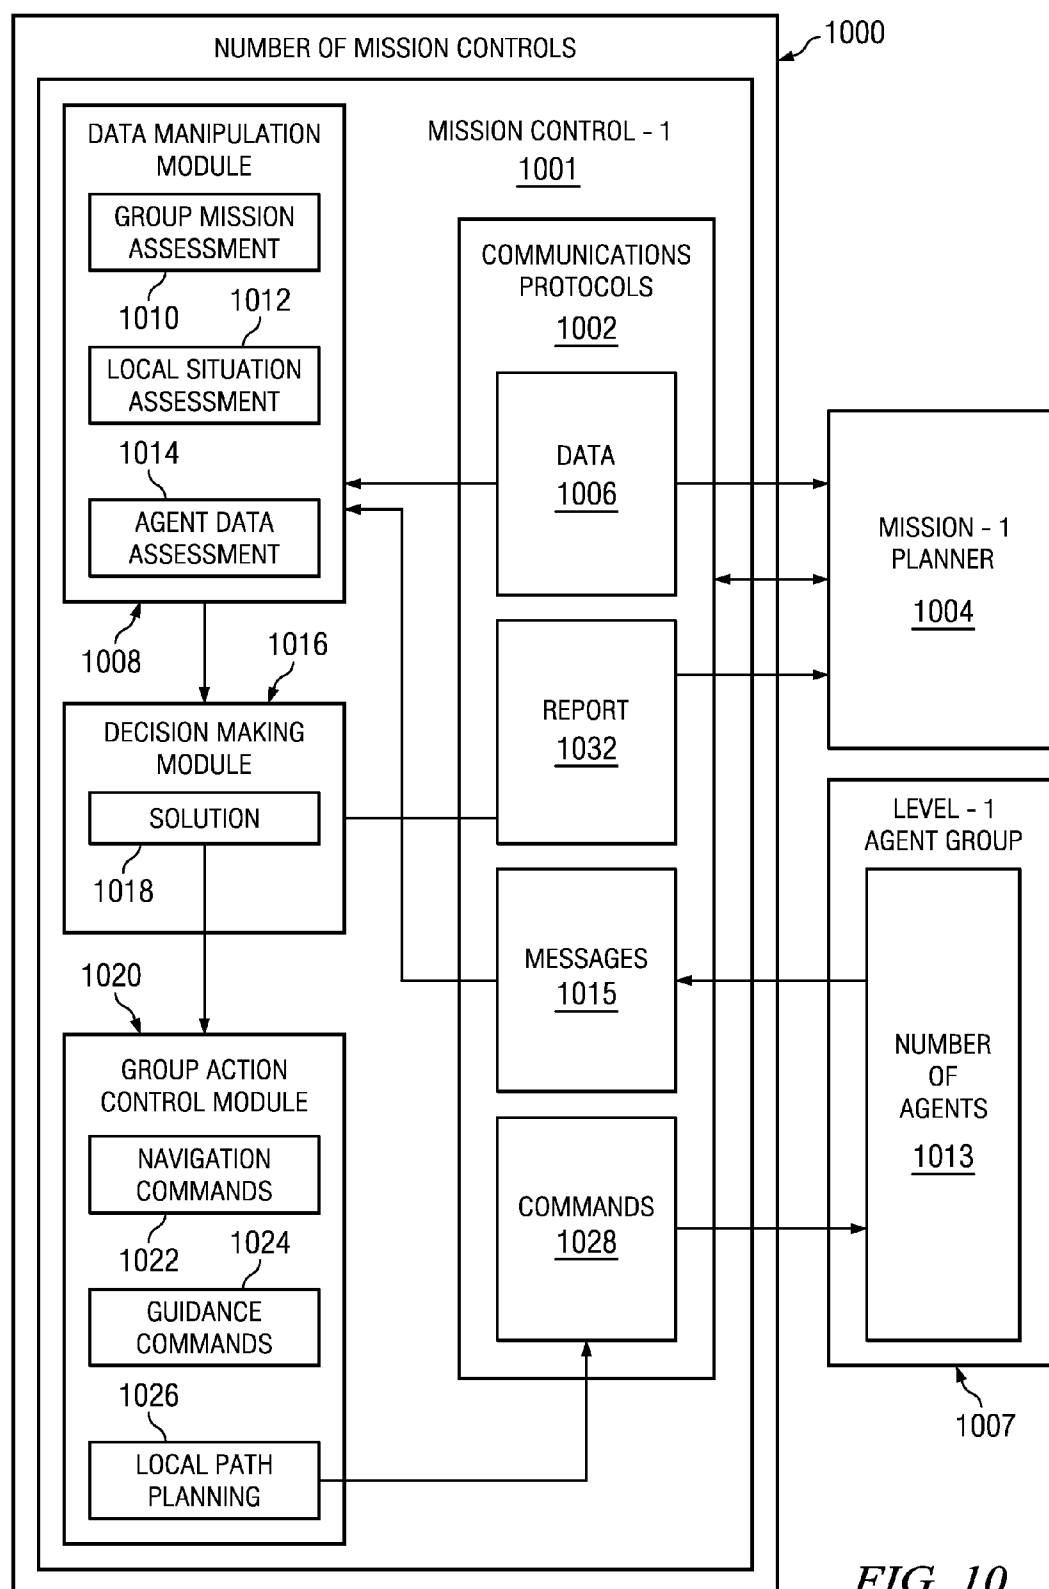 1000
NUMBER OF MISSION CONTROLS
DATA MANIPULATION
MODULE
GROUP MISSION
ASSESSMENT
1010
1012
LOCAL SITUATION
ASSESSMENT
1014
AGENT DATA
ASSESSMENT
1008
1016
DECISION MAKING
MODULE
SOLUTION
1018
1020
GROUP ACTION
CONTROL MODULE
NAVIGATION
COMMANDS
1022
1024
GUIDANCE
COMMANDS
1026
LOCAL PATH
PLANNING
MISSION CONTROL - 1
1001
COMMUNICATIONS
PROTOCOLS
1002
DATA
1006
REPORT
1032
MESSAGES
1015
COMMANDS
1028
MISSION - 1
PLANNER
1004
LEVEL - 1
AGENT GROUP
NUMBER
OF
AGENTS
1013
1007
FIG. 10